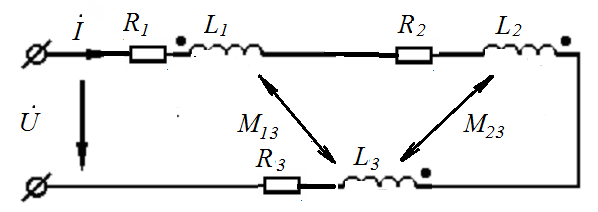 İ R1 L1 R2 L2
U̇ M13 M23
R3 L3